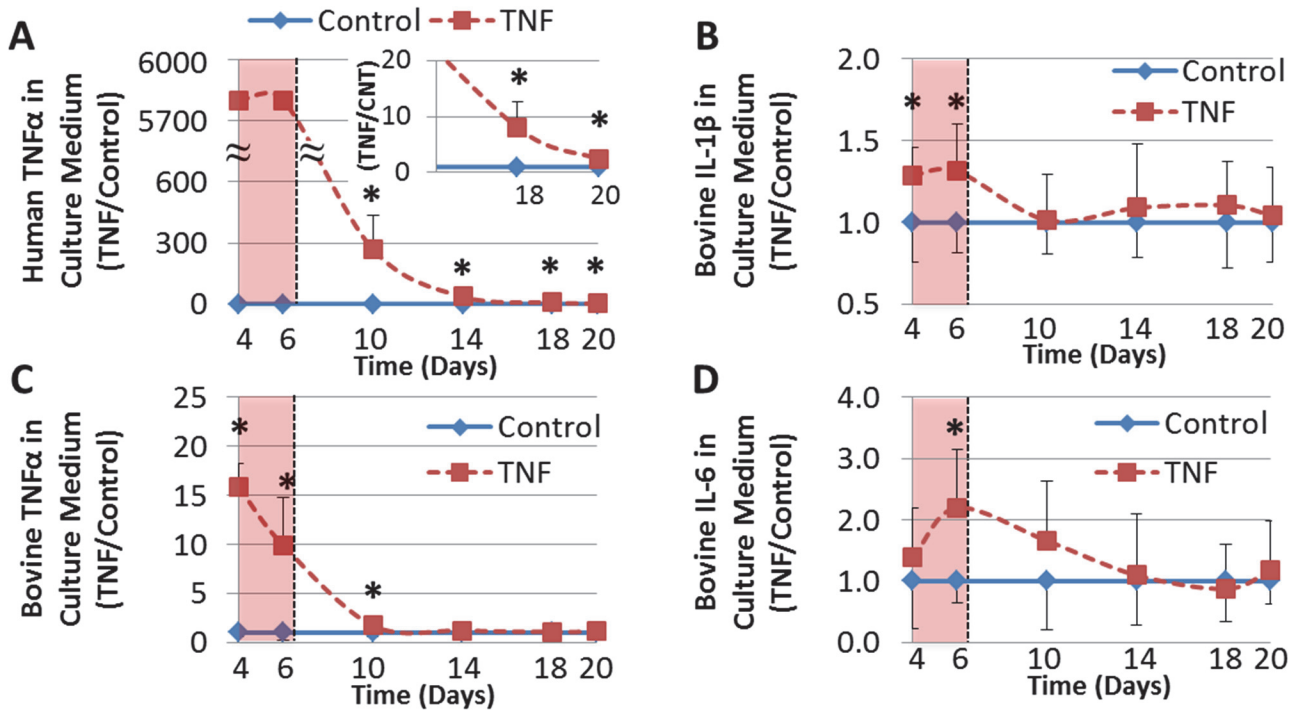 Control TNF
A
Human TNFα in
Culture Medium
(TNF/Control)
6000
5700
600
300
0
≈ ≈
* * * *
4 6 10 14 18 20
Time (Days)
(TNF/CNT)
20
10
0
* *
18 20
B
Bovine IL-1β in
Culture Medium
(TNF/Control)
2.0
1.5
1.0
0.5
* *
Control
TNF
4 6 10 14 18 20
Time (Days)
C
Bovine TNFα in
Culture Medium
(TNF/Control)
25
20
15
10
5
0
* * *
Control
TNF
4 6 10 14 18 20
Time (Days)
D
Bovine IL-6 in
Culture Medium
(TNF/Control)
4.0
3.0
2.0
1.0
0.0
*
Control
TNF
4 6 10 14 18 20
Time (Days)